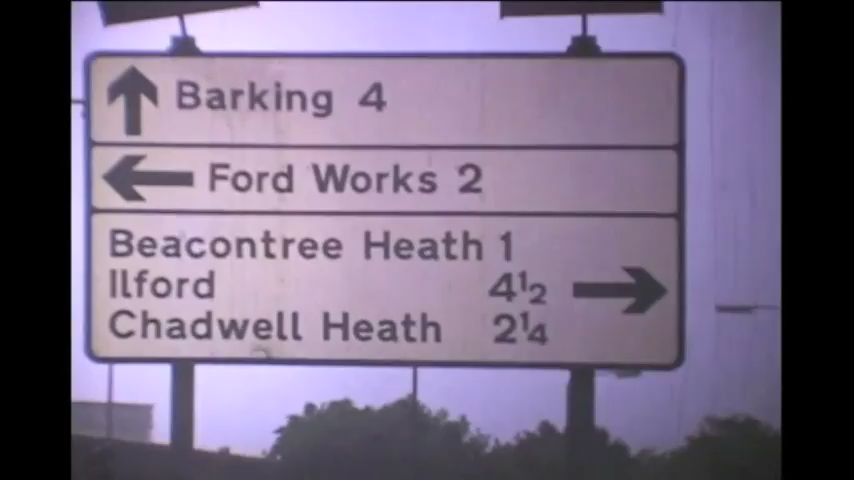 Barking 4
Ford Works 2
Beacontree Heath 1
Ilford 4½
Chadwell Heath 2¼